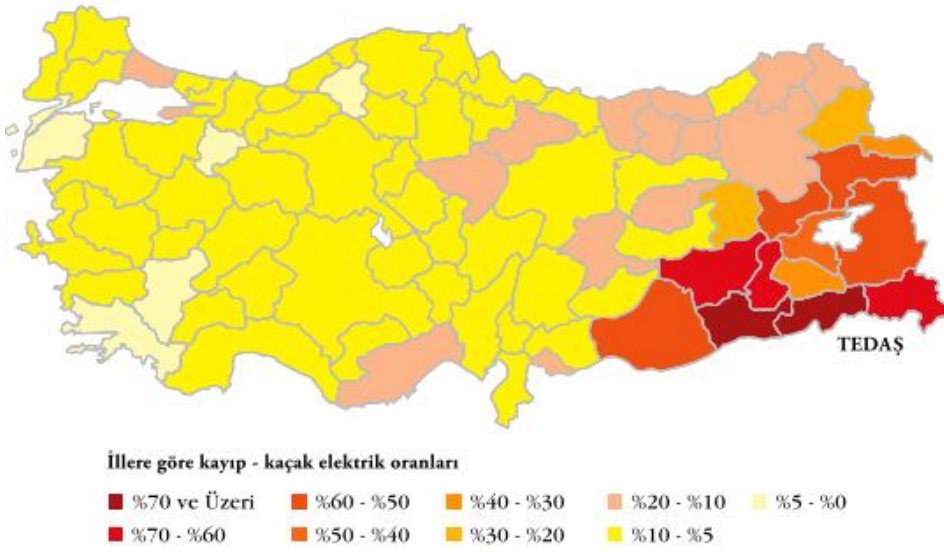 TEDAŞ
İllere göre kayıp - kaçak elektrik oranları
%70 ve Üzeri %60 - %50 %40 - %30 %20 - %10 %5 - %0
%70 - %60 %50 - %40 %30 - %20 %10 - %5